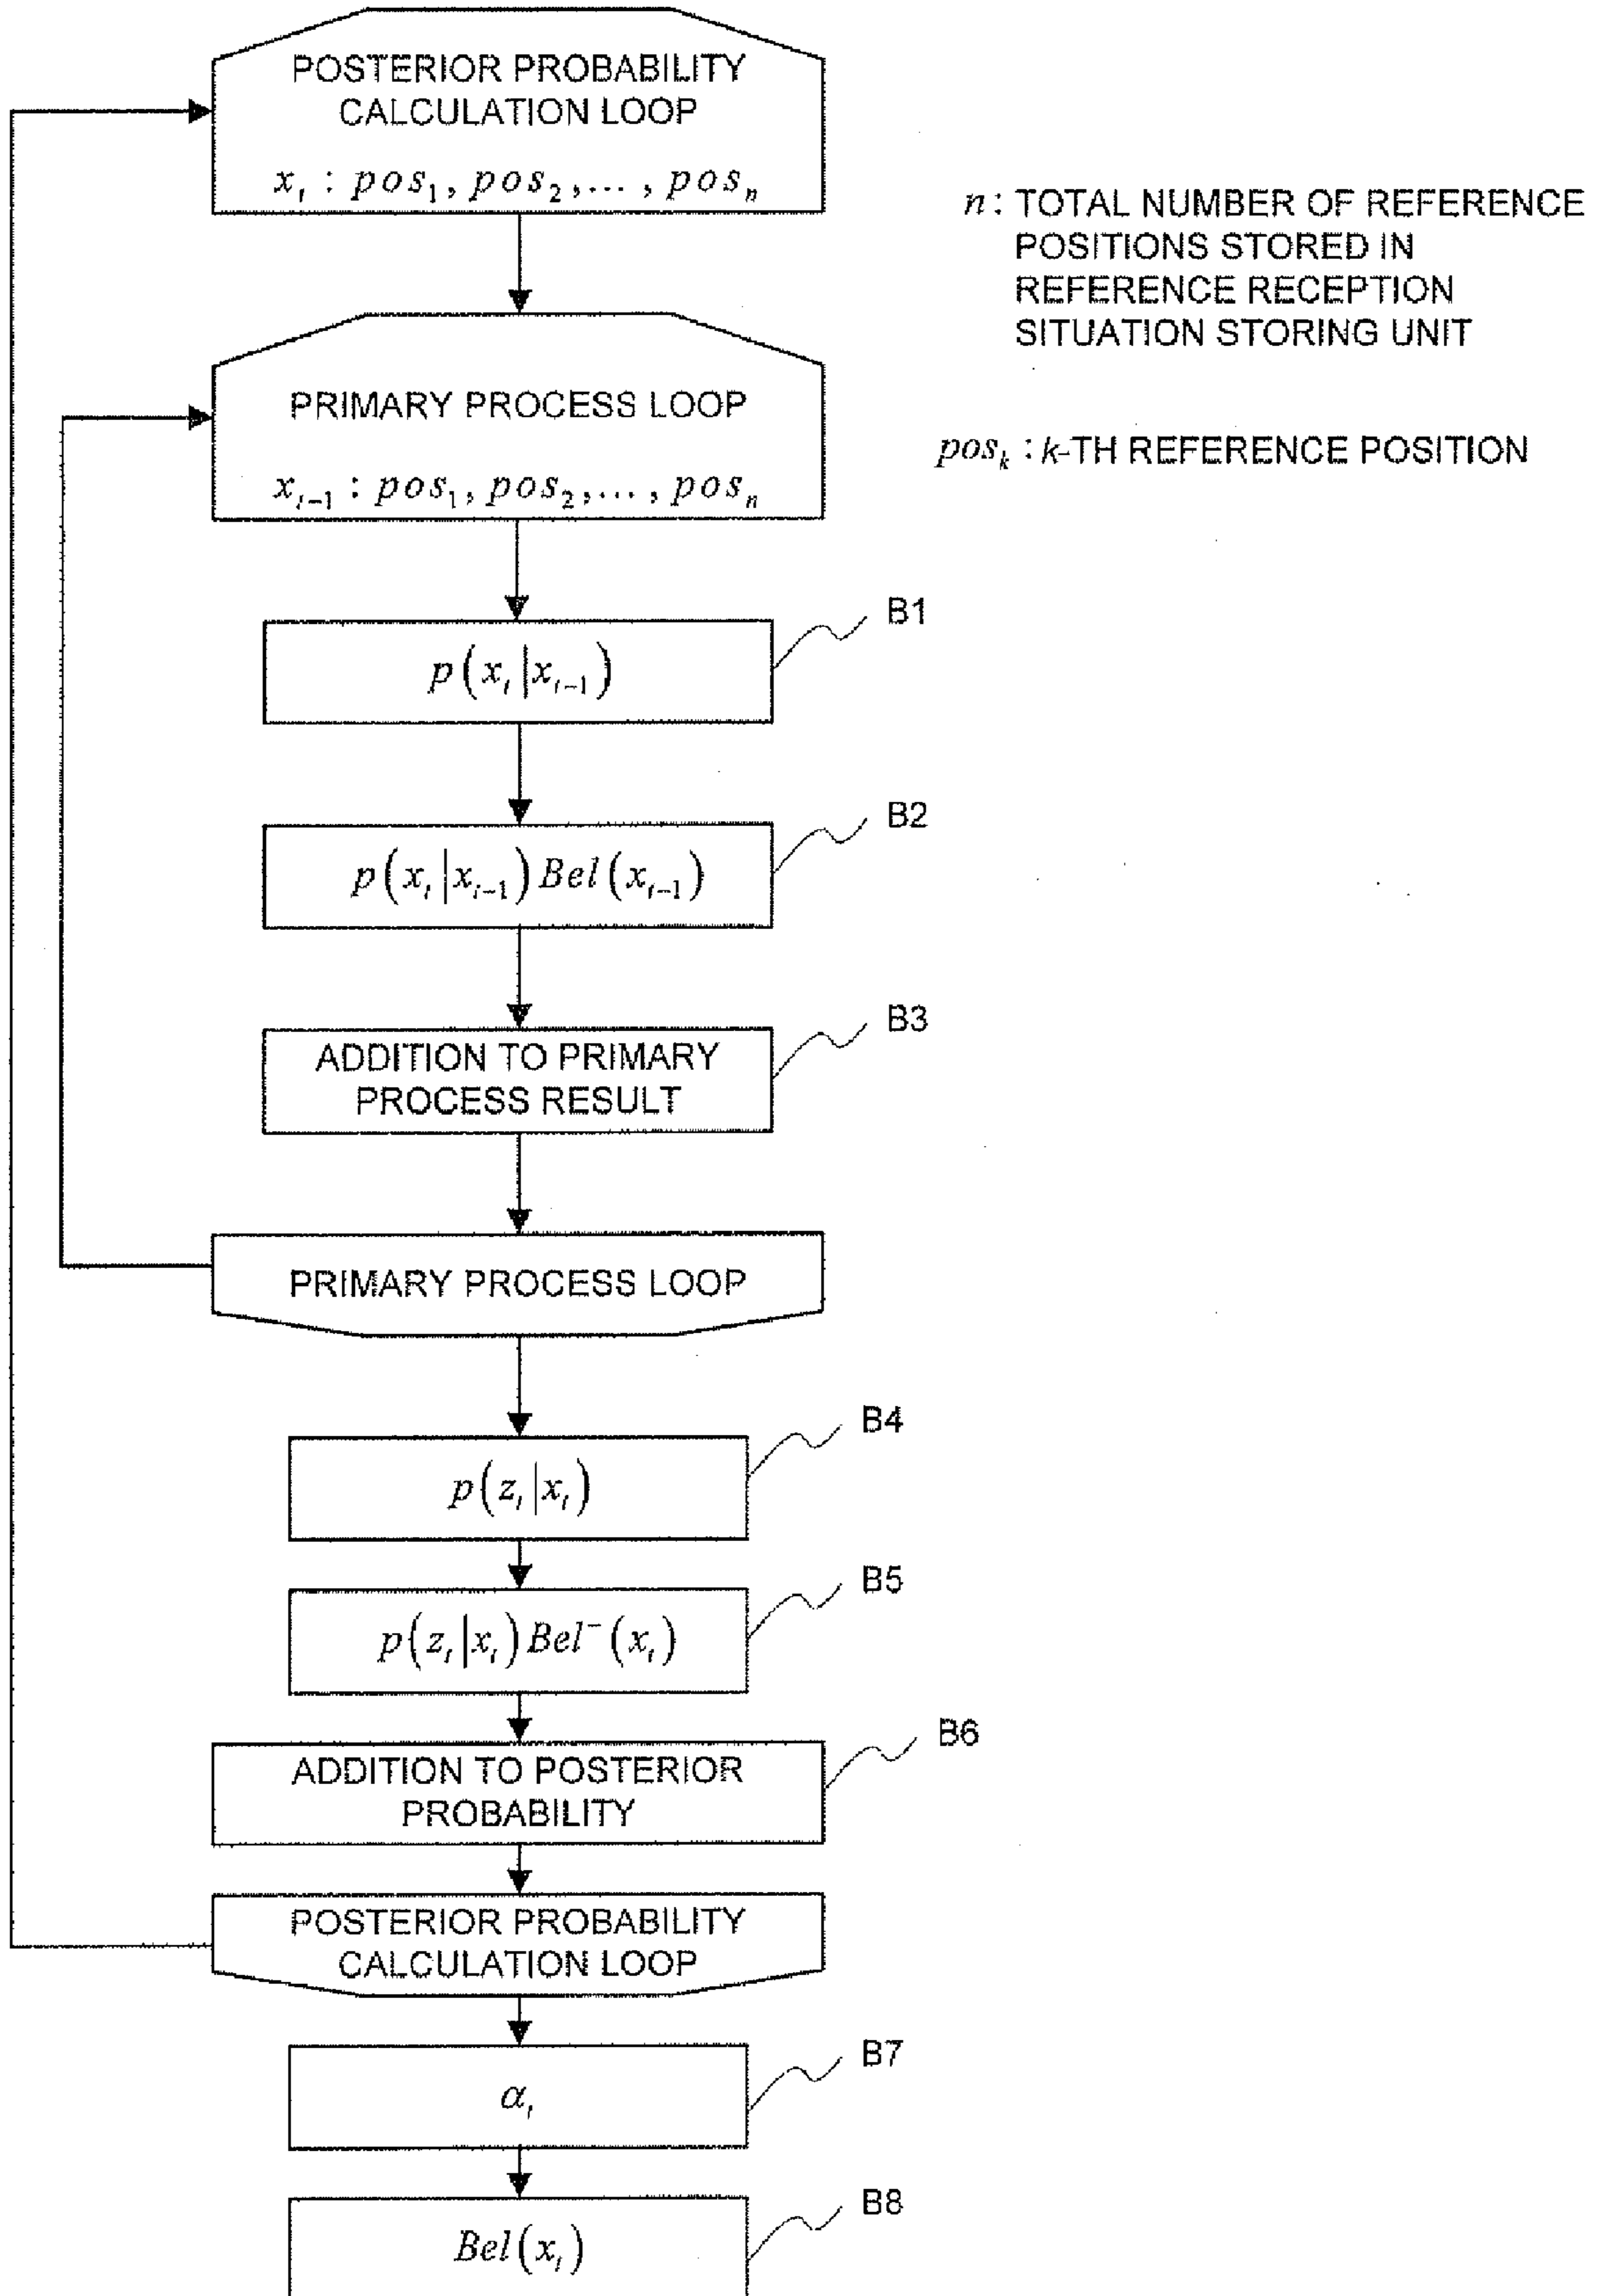 POSTERIOR PROBABILITY
CALCULATION LOOP
x_t : pos_1, pos_2, ..., pos_n
n: TOTAL NUMBER OF REFERENCE
POSITIONS STORED IN
REFERENCE RECEPTION
SITUATION STORING UNIT
PRIMARY PROCESS LOOP
x_{t-1} : pos_1, pos_2, ..., pos_n
pos_k : k-TH REFERENCE POSITION
B1
p(x_t|x_{t-1})
B2
p(x_t|x_{t-1})Bel(x_{t-1})
B3
ADDITION TO PRIMARY
PROCESS RESULT
PRIMARY PROCESS LOOP
B4
p(z_t|x_t)
B5
p(z_t|x_t)Bel^-(x_t)
B6
ADDITION TO POSTERIOR
PROBABILITY
POSTERIOR PROBABILITY
CALCULATION LOOP
B7
α_t
B8
Bel(x_t)